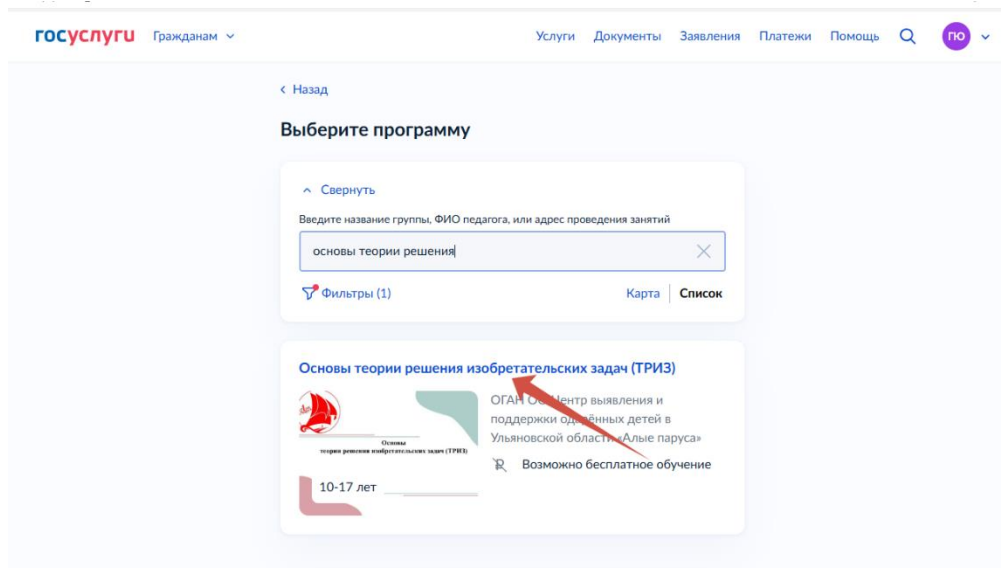 госуслуги Гражданам Услуги Документы Заявления Платежи Помощь ГЮ
Назад
Выберите программу
Свернуть
Введите название группы, ФИО педагога, или адрес проведения занятий
основы теории решения
Фильтры (1) Карта Список
Основы теории решения изобретательских задач (ТРИЗ)
ОГАН ОО Центр выявления и
поддержки одарённых детей в
Ульяновской области «Алые паруса»
Возможно бесплатное обучение
Основы
теории решения изобретательских задач (ТРИЗ)
10-17 лет